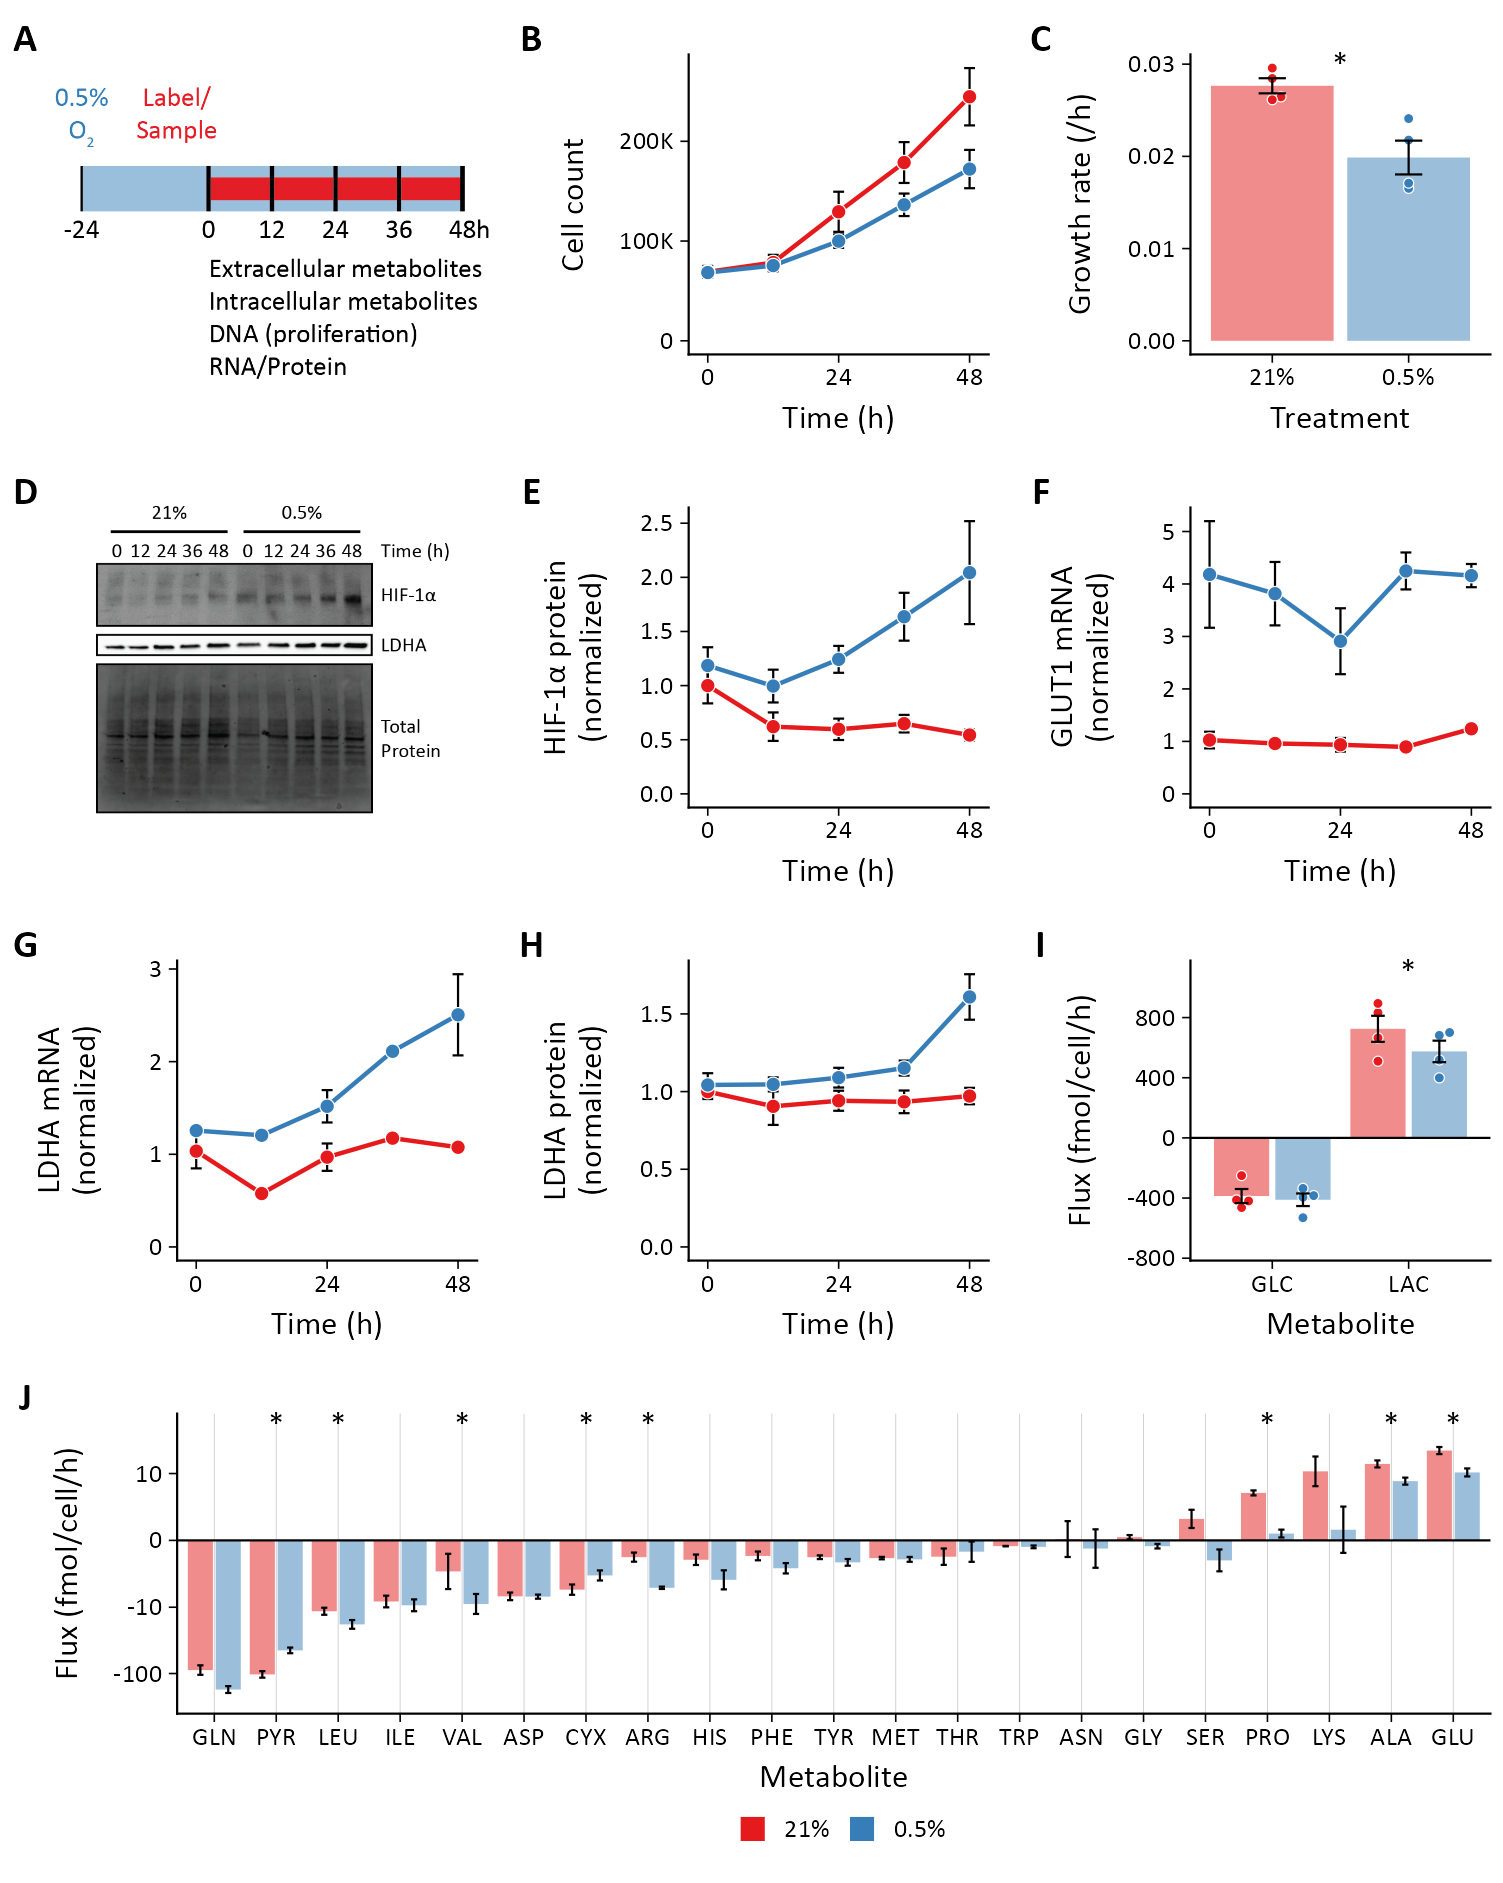 A
0.5%
O2
Label/
Sample
-24
0
12
24
36
48h
Extracellular metabolites
Intracellular metabolites
DNA (proliferation)
RNA/Protein
B
Cell count
200K
100K
0
0
24
48
Time (h)
C
*
Growth rate (/h)
0.03
0.02
0.01
0.00
21%
0.5%
Treatment
D
21%
0.5%
0 12 24 36 48 0 12 24 36 48 Time (h)
HIF-1α
LDHA
Total
Protein
E
HIF-1α protein
(normalized)
2.5
2.0
1.5
1.0
0.5
0.0
0
24
48
Time (h)
F
GLUT1 mRNA
(normalized)
5
4
3
2
1
0
0
24
48
Time (h)
G
LDHA mRNA
(normalized)
3
2
1
0
0
24
48
Time (h)
H
LDHA protein
(normalized)
1.5
1.0
0.5
0.0
0
24
48
Time (h)
I
*
Flux (fmol/cell/h)
800
400
0
-400
-800
GLC
LAC
Metabolite
J
* * * * * * * *
Flux (fmol/cell/h)
10
0
-10
-100
GLN PYR LEU ILE VAL ASP CYX ARG HIS PHE TYR MET THR TRP ASN GLY SER PRO LYS ALA GLU
Metabolite
21% 0.5%